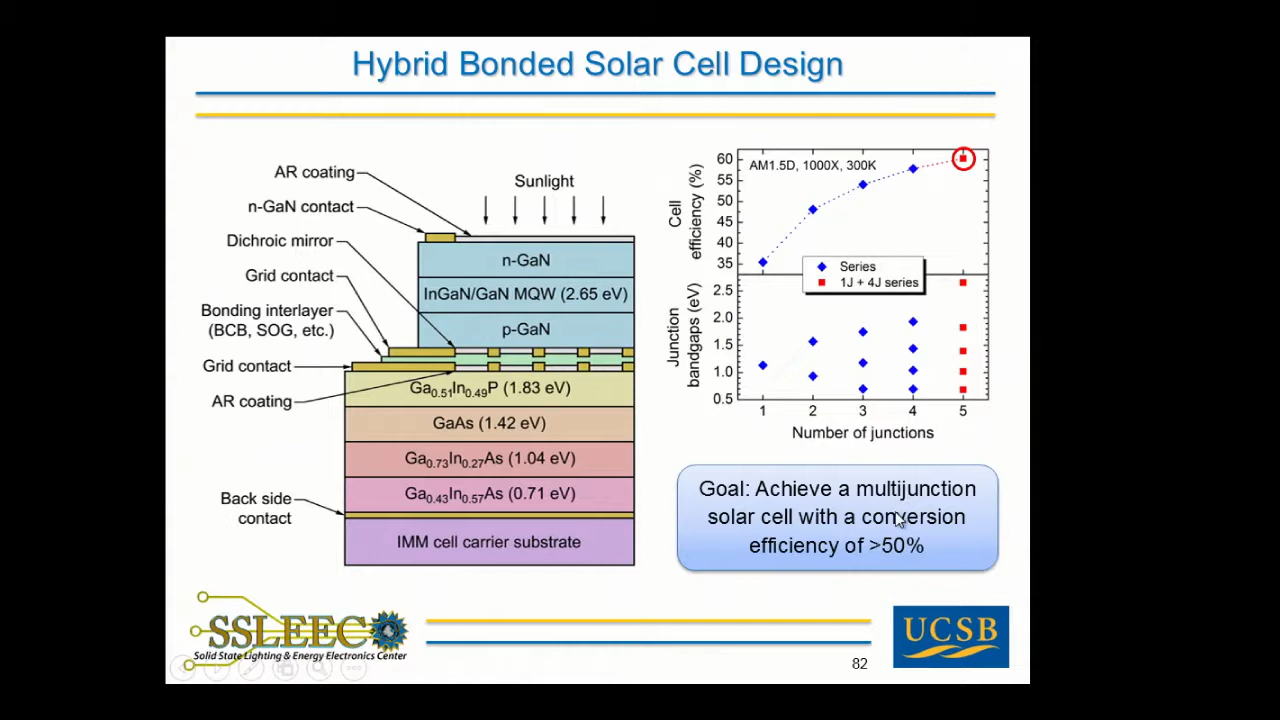 Hybrid Bonded Solar Cell Design
AR coating
n-GaN contact
Dichroic mirror
Grid contact
Bonding interlayer
(BCB, SOG, etc.)
Grid contact
AR coating
Back side
contact
Sunlight
n-GaN
InGaN/GaN MQW (2.65 eV)
p-GaN
Ga0.51In0.49P (1.83 eV)
GaAs (1.42 eV)
Ga0.73In0.27As (1.04 eV)
Ga0.43In0.57As (0.71 eV)
IMM cell carrier substrate
Cell
efficiency (%)
60
55
50
45
40
35
AM1.5D, 1000X, 300K
Series
1J + 4J series
Junction
bandgaps (eV)
2.5
2.0
1.5
1.0
0.5
1 2 3 4 5
Number of junctions
Goal: Achieve a multijunction
solar cell with a conversion
efficiency of >50%
SSLEEC
Solid State Lighting & Energy Electronics Center
82
UCSB